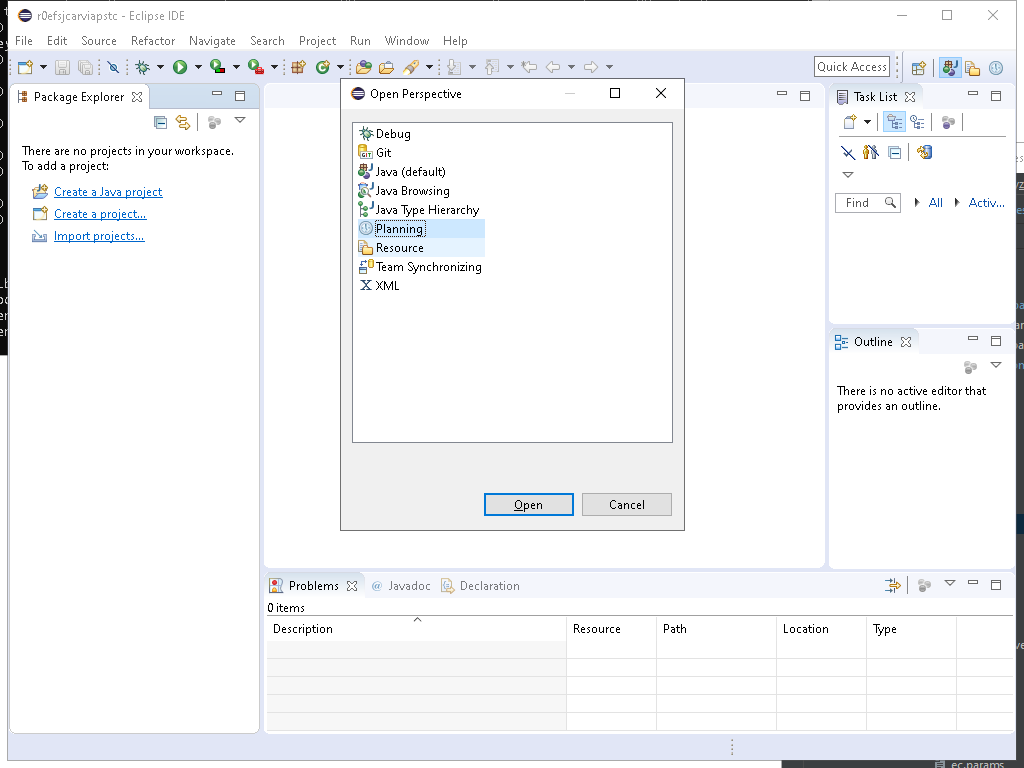 r0efsjcarviapstc - Eclipse IDE
File Edit Source Refactor Navigate Search Project Run Window Help
Quick Access
Package Explorer
There are no projects in your workspace.
To add a project:
Create a Java project
Create a project...
Import projects...
Open Perspective
Debug
Git
Java (default)
Java Browsing
Java Type Hierarchy
Planning
Resource
Team Synchronizing
XML
Open Cancel
Task List
Find All Activ...
Outline
There is no active editor that
provides an outline.
Problems @ Javadoc Declaration
0 items
Description Resource Path Location Type
ec.params